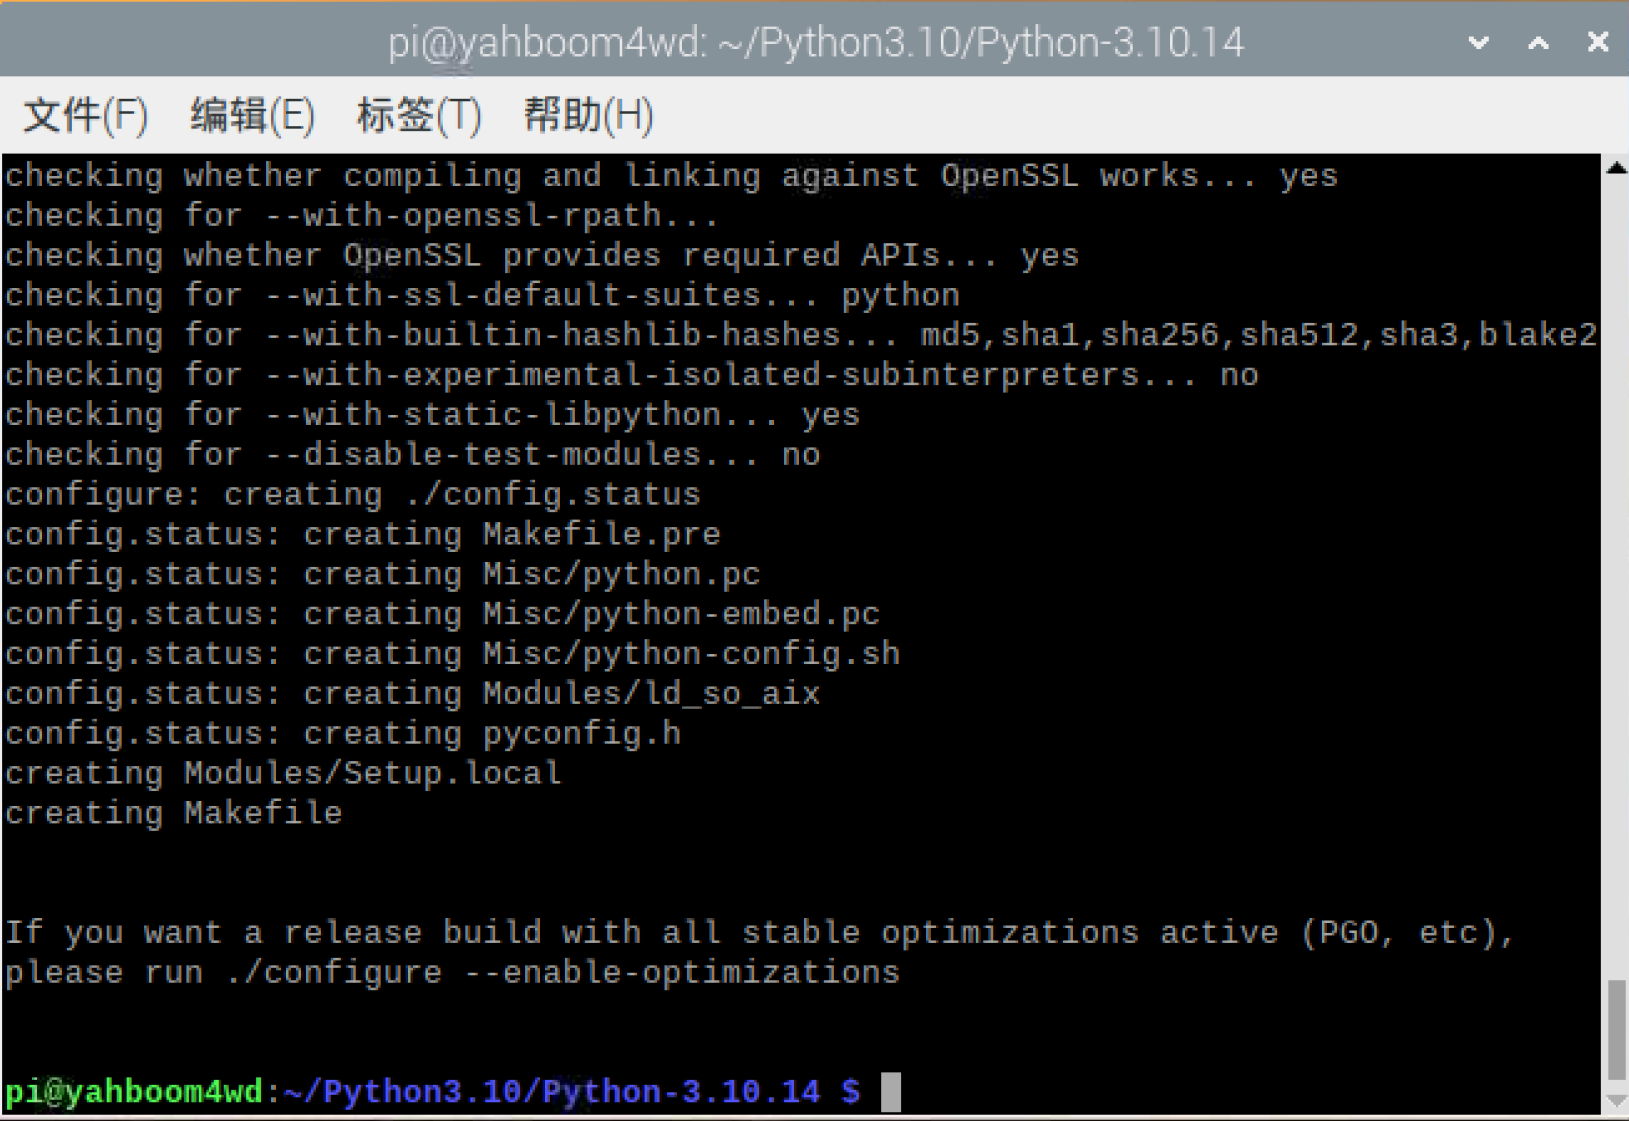 pi@yahboom4wd: ~/Python3.10/Python-3.10.14
文件(F) 编辑(E) 标签(T) 帮助(H)
checking whether compiling and linking against OpenSSL works... yes
checking for --with-openssl-rpath...
checking whether OpenSSL provides required APIs... yes
checking for --with-ssl-default-suites... python
checking for --with-builtin-hashlib-hashes... md5,sha1,sha256,sha512,sha3,blake2
checking for --with-experimental-isolated-subinterpreters... no
checking for --with-static-libpython... yes
checking for --disable-test-modules... no
configure: creating ./config.status
config.status: creating Makefile.pre
config.status: creating Misc/python.pc
config.status: creating Misc/python-embed.pc
config.status: creating Misc/python-config.sh
config.status: creating Modules/ld_so_aix
config.status: creating pyconfig.h
creating Modules/Setup.local
creating Makefile
If you want a release build with all stable optimizations active (PGO, etc),
please run ./configure --enable-optimizations
pi@yahboom4wd:~/Python3.10/Python-3.10.14 $